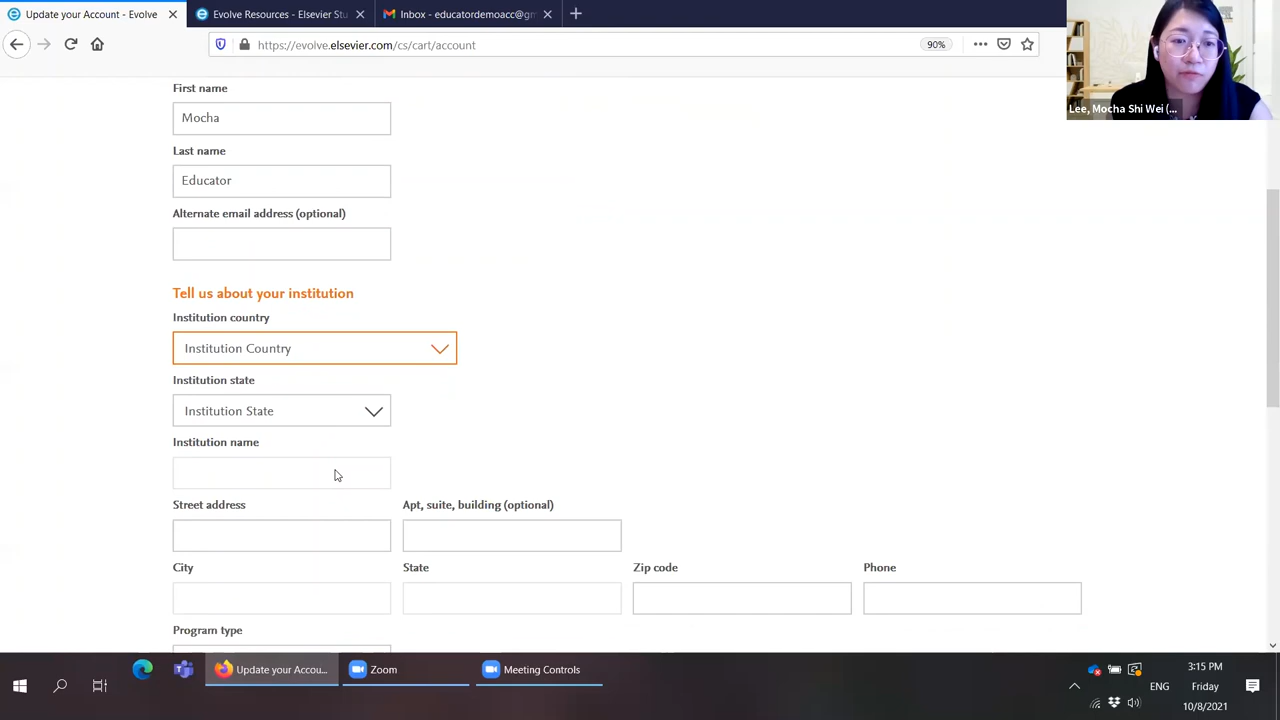 Update your Account - Evolve
Evolve Resources - Elsevier Stu
Inbox - educatordemoacc@gm
https://evolve.elsevier.com/cs/cart/account
90%
Lee, Mocha Shi Wei (...
First name
Mocha
Last name
Educator
Alternate email address (optional)
Tell us about your institution
Institution country
Institution Country
Institution state
Institution State
Institution name
Street address
Apt, suite, building (optional)
City
State
Zip code
Phone
Program type
Update your Accou...
Zoom
Meeting Controls
ENG
3:15 PM
Friday
10/8/2021